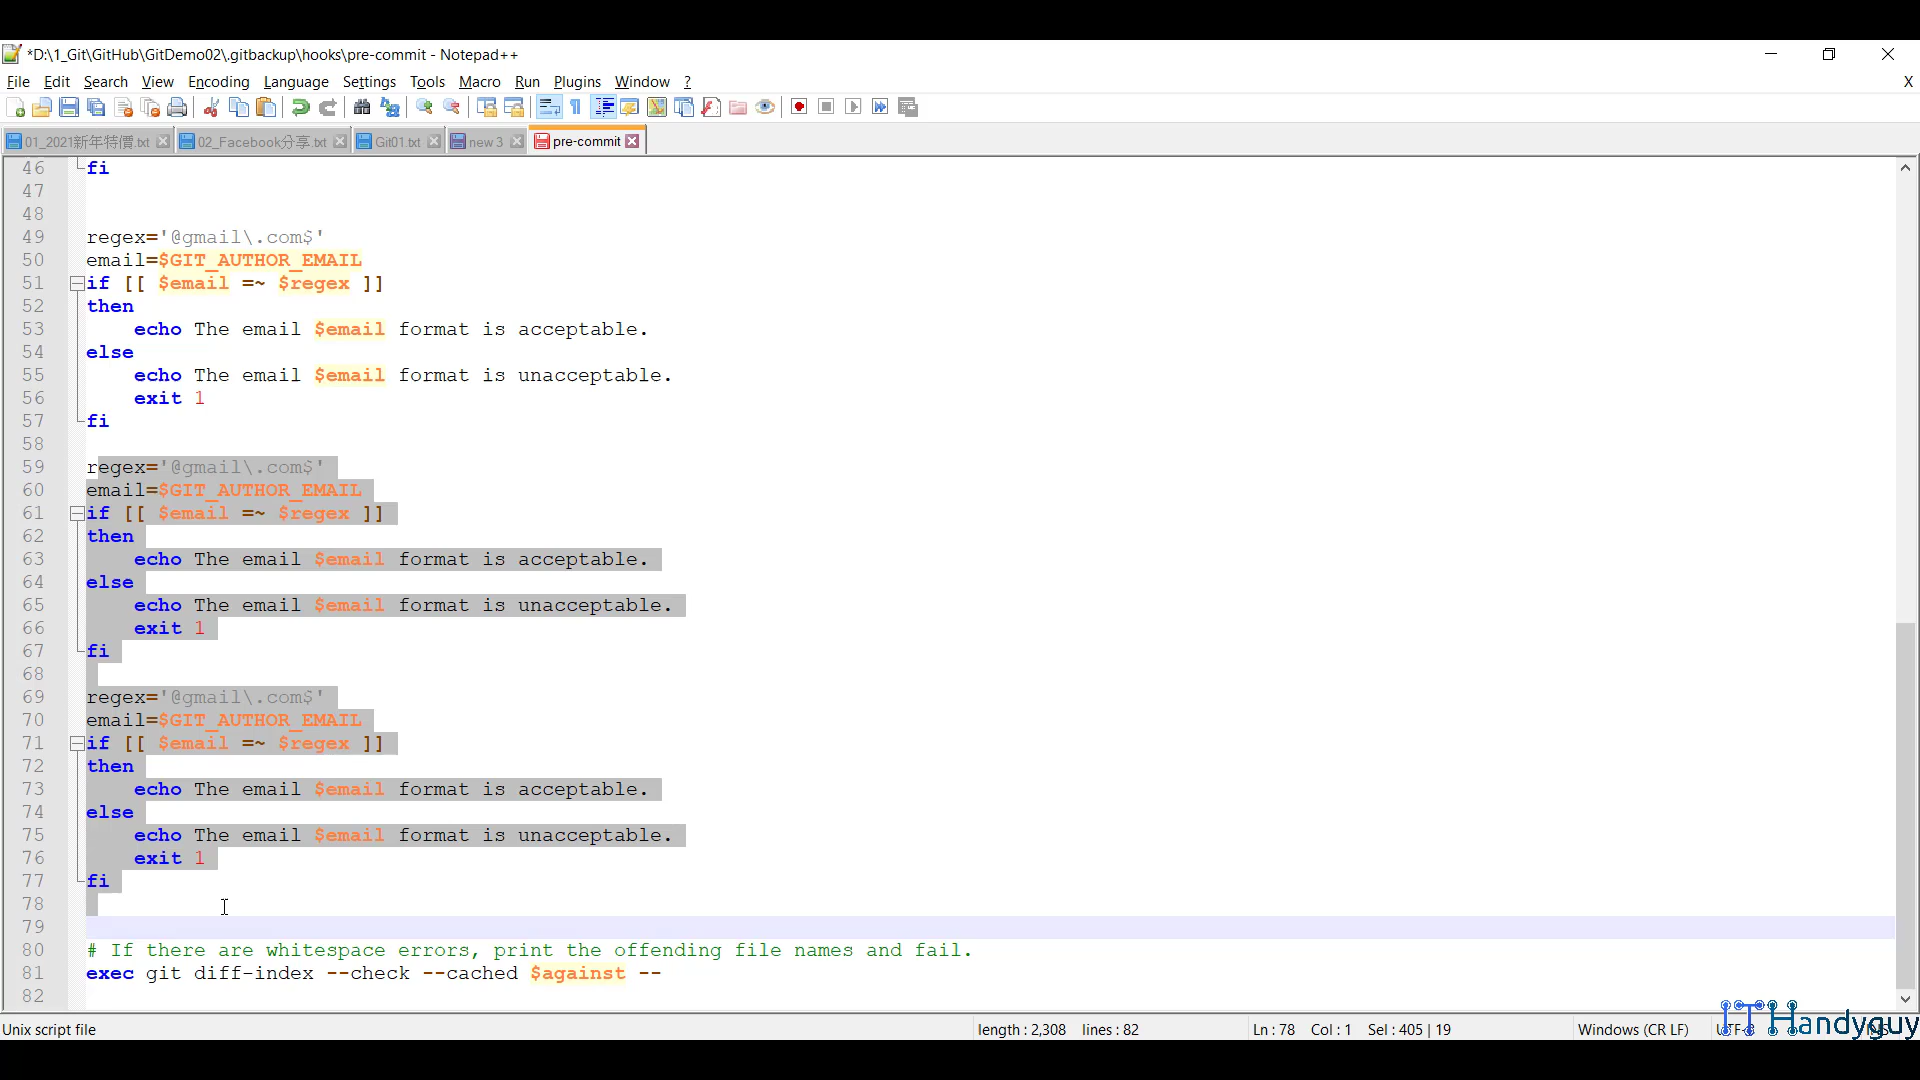 *D:\1_Git\GitHub\GitDemo02\.gitbackup\hooks\pre-commit - Notepad++
File Edit Search View Encoding Language Settings Tools Macro Run Plugins Window ? X
01_2021新年特價.txt 02_Facebook分享.txt Git01.txt new 3 pre-commit
46 fi
47
48
49 regex='@gmail\.com$'
50 email=$GIT_AUTHOR_EMAIL
51 if [[ $email =~ $regex ]]
52 then
53 echo The email $email format is acceptable.
54 else
55 echo The email $email format is unacceptable.
56 exit 1
57 fi
58
59 regex='@gmail\.com$'
60 email=$GIT_AUTHOR_EMAIL
61 if [[ $email =~ $regex ]]
62 then
63 echo The email $email format is acceptable.
64 else
65 echo The email $email format is unacceptable.
66 exit 1
67 fi
68
69 regex='@gmail\.com$'
70 email=$GIT_AUTHOR_EMAIL
71 if [[ $email =~ $regex ]]
72 then
73 echo The email $email format is acceptable.
74 else
75 echo The email $email format is unacceptable.
76 exit 1
77 fi
78
79
80 # If there are whitespace errors, print the offending file names and fail.
81 exec git diff-index --check --cached $against --
82
Unix script file length : 2,308 lines : 82 Ln : 78 Col : 1 Sel : 405 | 19 Windows (CR LF) UTF-8 INS
IT Handyguy